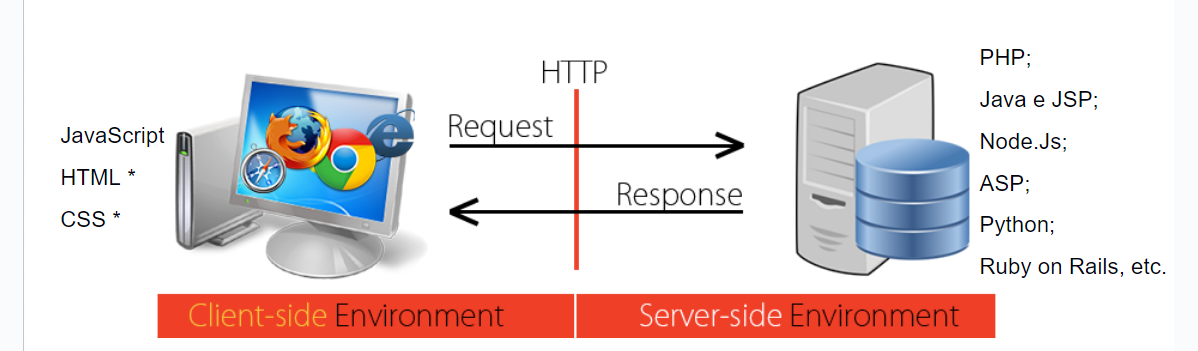 HTTP
JavaScript
HTML *
CSS *
Request
Response
PHP;
Java e JSP;
Node.Js;
ASP;
Python;
Ruby on Rails, etc.
Client-side Environment
Server-side Environment